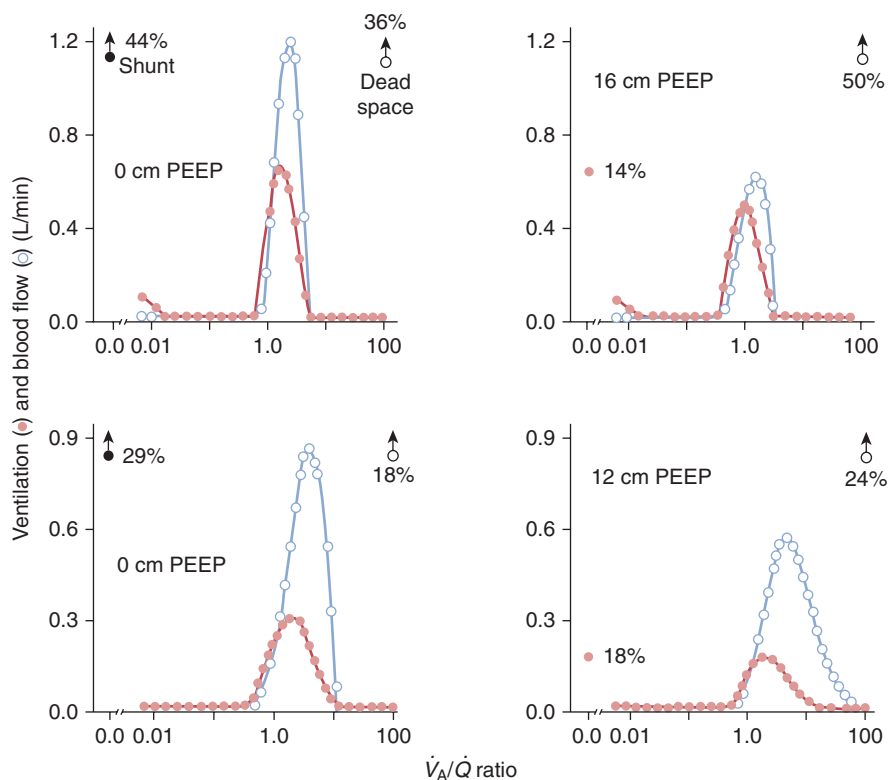 Ventilation (●) and blood flow (○) (L/min)
1.2
0.8
0.4
0.0
44%
Shunt
36%
Dead
space
0 cm PEEP
0.0 0.01 1.0 100
1.2
0.8
0.4
0.0
16 cm PEEP
50%
14%
0.0 0.01 1.0 100
0.9
0.6
0.3
0.0
29%
18%
0 cm PEEP
0.0 0.01 1.0 100
0.9
0.6
0.3
0.0
12 cm PEEP
24%
18%
0.0 0.01 1.0 100
V̇A/Q̇ ratio